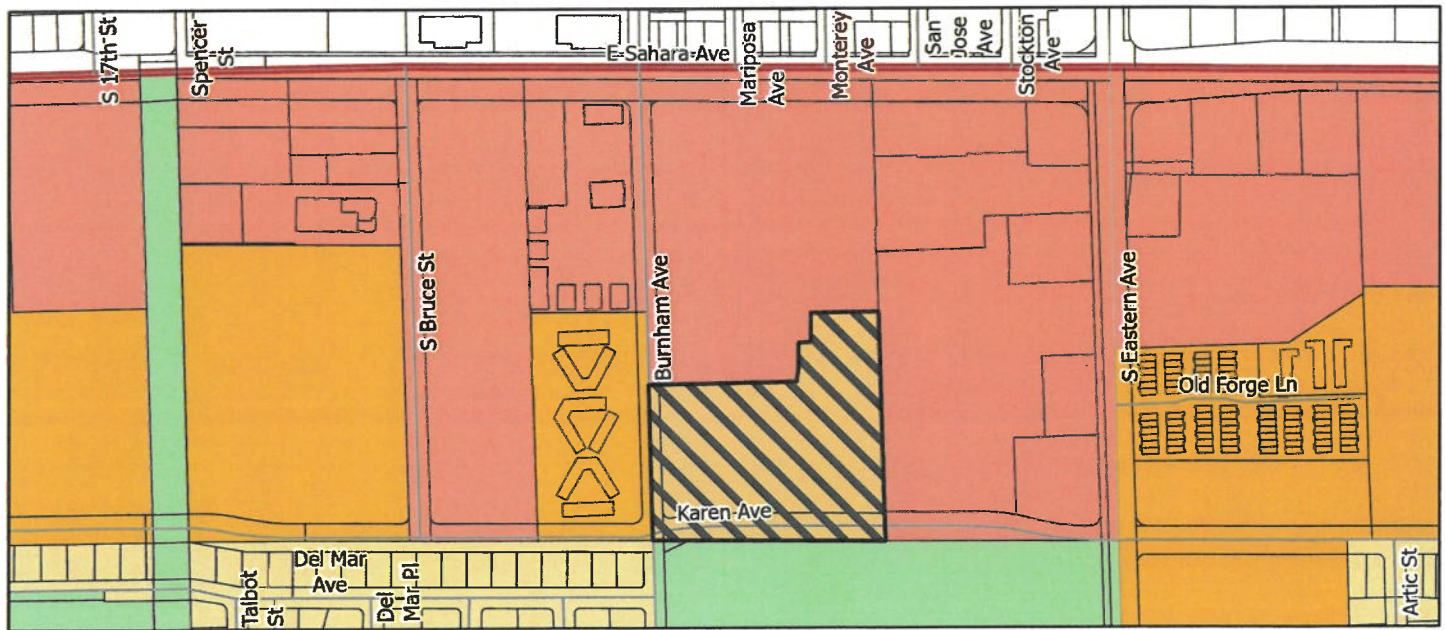 S 17th St
Spencer
St
E Sahara Ave
Mariposa
Ave
Monterey
Ave
San
Jose
Ave
Stockton
Ave
S Bruce St
Burnham Ave
S Eastern Ave
Old Forge Ln
Karen Ave
Del Mar
Ave
Talbot
St
Del
Mar Pl
Artic St